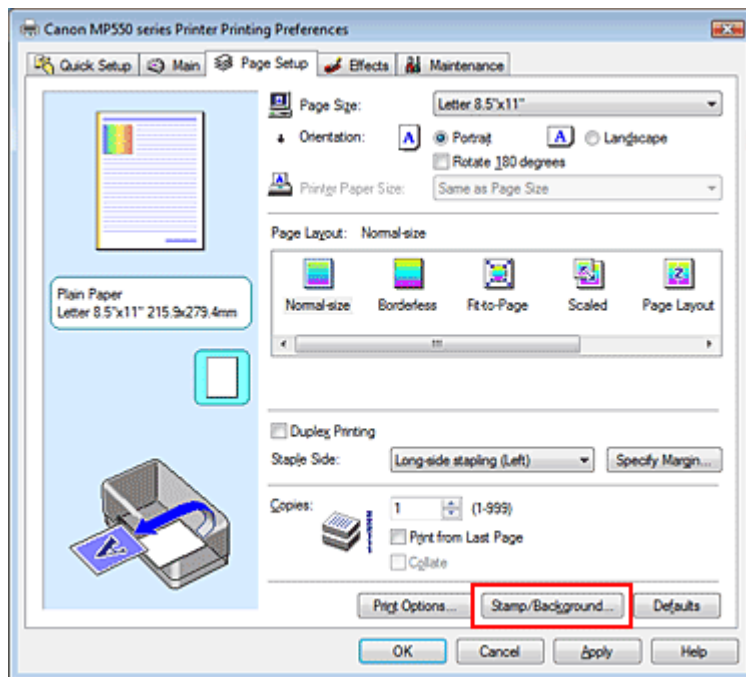 Canon MP550 series Printer Printing Preferences
Quick Setup Main Page Setup Effects Maintenance
Page Size: Letter 8.5"x11"
Orientation: A Portrait A Landscape
Rotate 180 degrees
Printer Paper Size: Same as Page Size
Page Layout: Normal-size
Normal-size Borderless Fit-to-Page Scaled Page Layout
Plain Paper
Letter 8.5"x11" 215.9x279.4mm
Duplex Printing
Staple Side: Long-side stapling (Left) Specify Margin...
Copies: 1 (1-999)
Print from Last Page
Collate
Print Options... Stamp/Background... Defaults
OK Cancel Apply Help